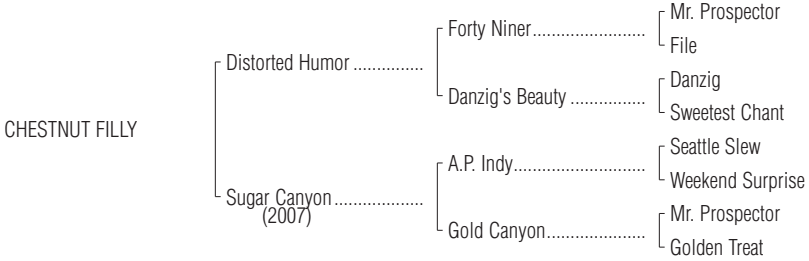 Mr. Prospector
Forty Niner.......................
File
Distorted Humor ...............
Danzig
Danzig's Beauty ................
Sweetest Chant
CHESTNUT FILLY
Seattle Slew
A.P. Indy...........................
Weekend Surprise
Sugar Canyon ..................
(2007)
Mr. Prospector
Gold Canyon....................
Golden Treat